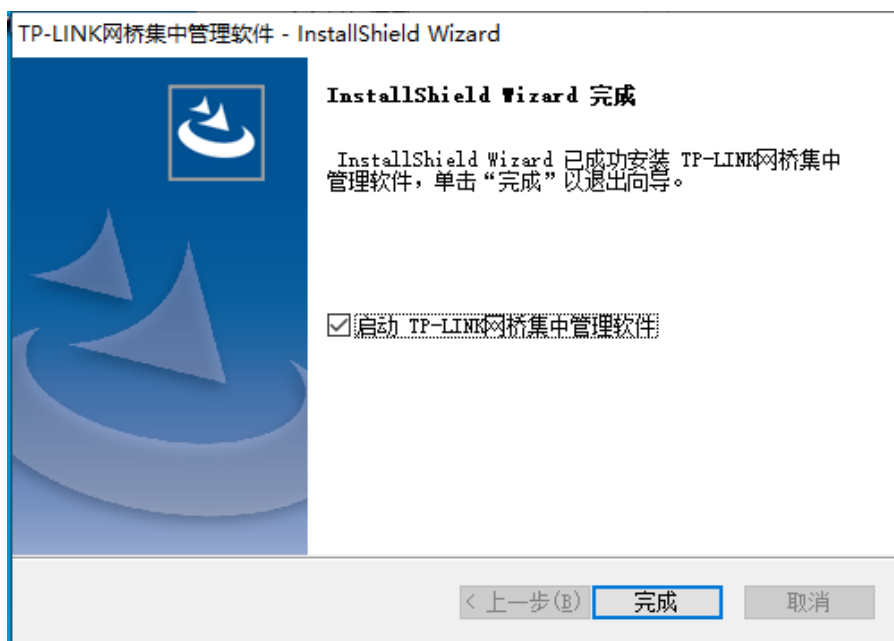 TP-LINK网桥集中管理软件 - InstallShield Wizard
InstallShield Wizard 完成
InstallShield Wizard 已成功安装 TP-LINK网桥集中
管理软件，单击“完成”以退出向导。
启动 TP-LINK网桥集中管理软件
< 上一步(B)
完成
取消